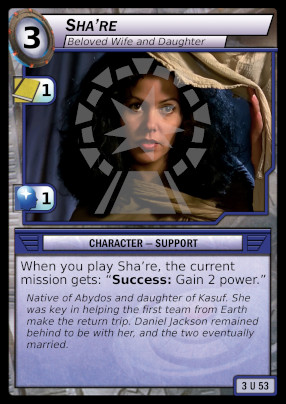 3
SHA'RE
Beloved Wife and Daughter
1
1
CHARACTER – SUPPORT
When you play Sha're, the current
mission gets: "Success: Gain 2 power."
Native of Abydos and daughter of Kasuf. She
was key in helping the first team from Earth
make the return trip. Daniel Jackson remained
behind to be with her, and the two eventually
married.
3 U 53